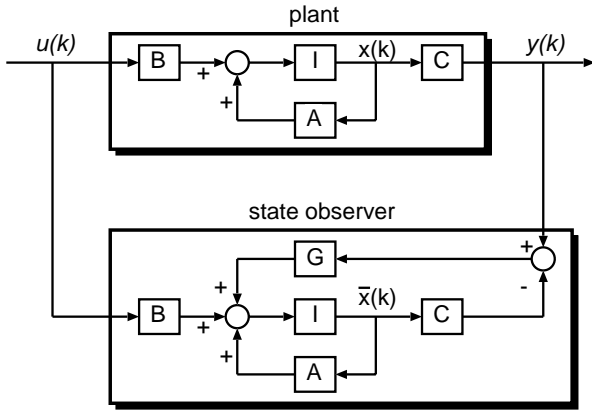 plant
u(k)
y(k)
B
+
+
I
x(k)
C
A
state observer
G
+
-
+
B
+
+
I
x̄(k)
C
A